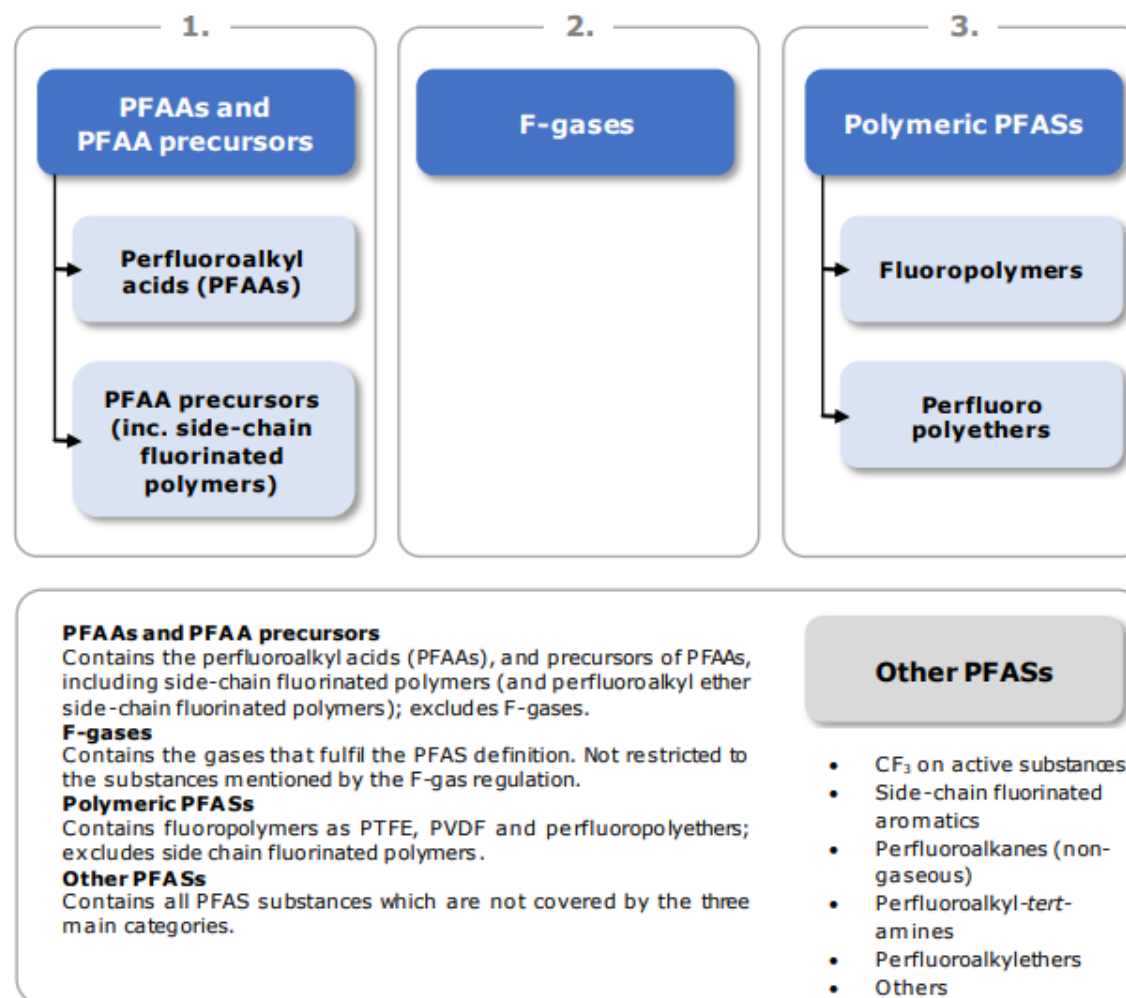 1.
PFAAs and
PFAA precursors
Perfluoroalkyl
acids (PFAAs)
PFAA precursors
(inc. side-chain
fluorinated
polymers)
2.
F-gases
3.
Polymeric PFASs
Fluoropolymers
Perfluoro
polyethers
PFAAs and PFAA precursors
Contains the perfluoroalkyl acids (PFAAs), and precursors of PFAAs,
including side-chain fluorinated polymers (and perfluoroalkyl ether
side-chain fluorinated polymers); excludes F-gases.
F-gases
Contains the gases that fulfil the PFAS definition. Not restricted to
the substances mentioned by the F-gas regulation.
Polymeric PFASs
Contains fluoropolymers as PTFE, PVDF and perfluoropolyethers;
excludes side chain fluorinated polymers.
Other PFASs
Contains all PFAS substances which are not covered by the three
main categories.
Other PFASs
• CF₃ on active substances
• Side-chain fluorinated
aromatics
• Perfluoroalkanes (non-
gaseous)
• Perfluoroalkyl-tert-
amines
• Perfluoroalkylethers
• Others